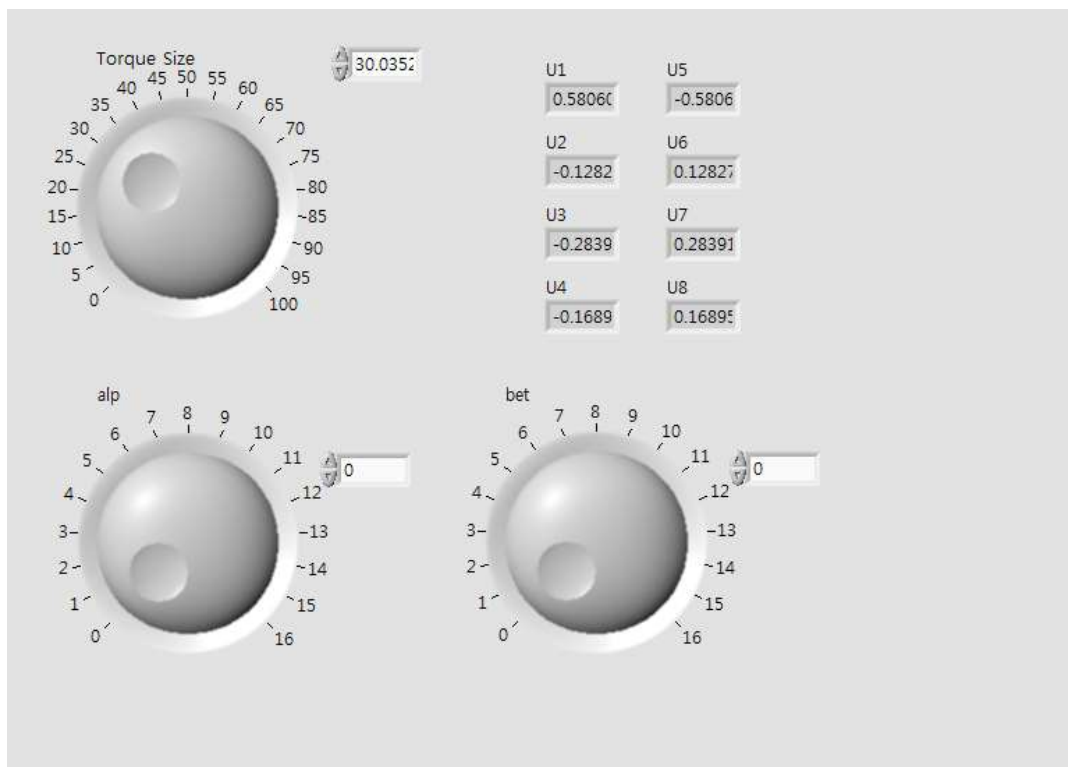 Torque Size
30.0352
0 5 10 15 20 25 30 35 40 45 50 55 60 65 70 75 80 85 90 95 100
U1 U5
0.5806 -0.5806
U2 U6
-0.1282 0.12827
U3 U7
-0.2839 0.28391
U4 U8
-0.1689 0.16895
alp
0
0 1 2 3 4 5 6 7 8 9 10 11 12 13 14 15 16
bet
0
0 1 2 3 4 5 6 7 8 9 10 11 12 13 14 15 16